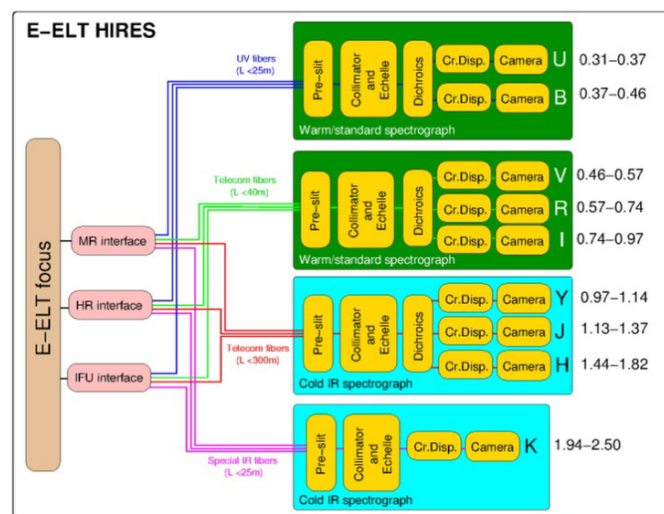 E–ELT HIRES
E–ELT focus
MR interface
HR interface
IFU interface
UV fibers
(L <25m)
Telecom fibers
(L <40m)
Telecom fibers
(L <300m)
Special IR fibers
(L <25m)
Pre–slit
Collimator
and
Echelle
Dichroics
Cr.Disp.
Camera
U
0.31–0.37
Cr.Disp.
Camera
B
0.37–0.46
Warm/standard spectrograph
Pre–slit
Collimator
and
Echelle
Dichroics
Cr.Disp.
Camera
V
0.46–0.57
Cr.Disp.
Camera
R
0.57–0.74
Cr.Disp.
Camera
I
0.74–0.97
Warm/standard spectrograph
Pre–slit
Collimator
and
Echelle
Dichroics
Cr.Disp.
Camera
Y
0.97–1.14
Cr.Disp.
Camera
J
1.13–1.37
Cr.Disp.
Camera
H
1.44–1.82
Cold IR spectrograph
Pre–slit
Collimator
and
Echelle
Cr.Disp.
Camera
K
1.94–2.50
Cold IR spectrograph